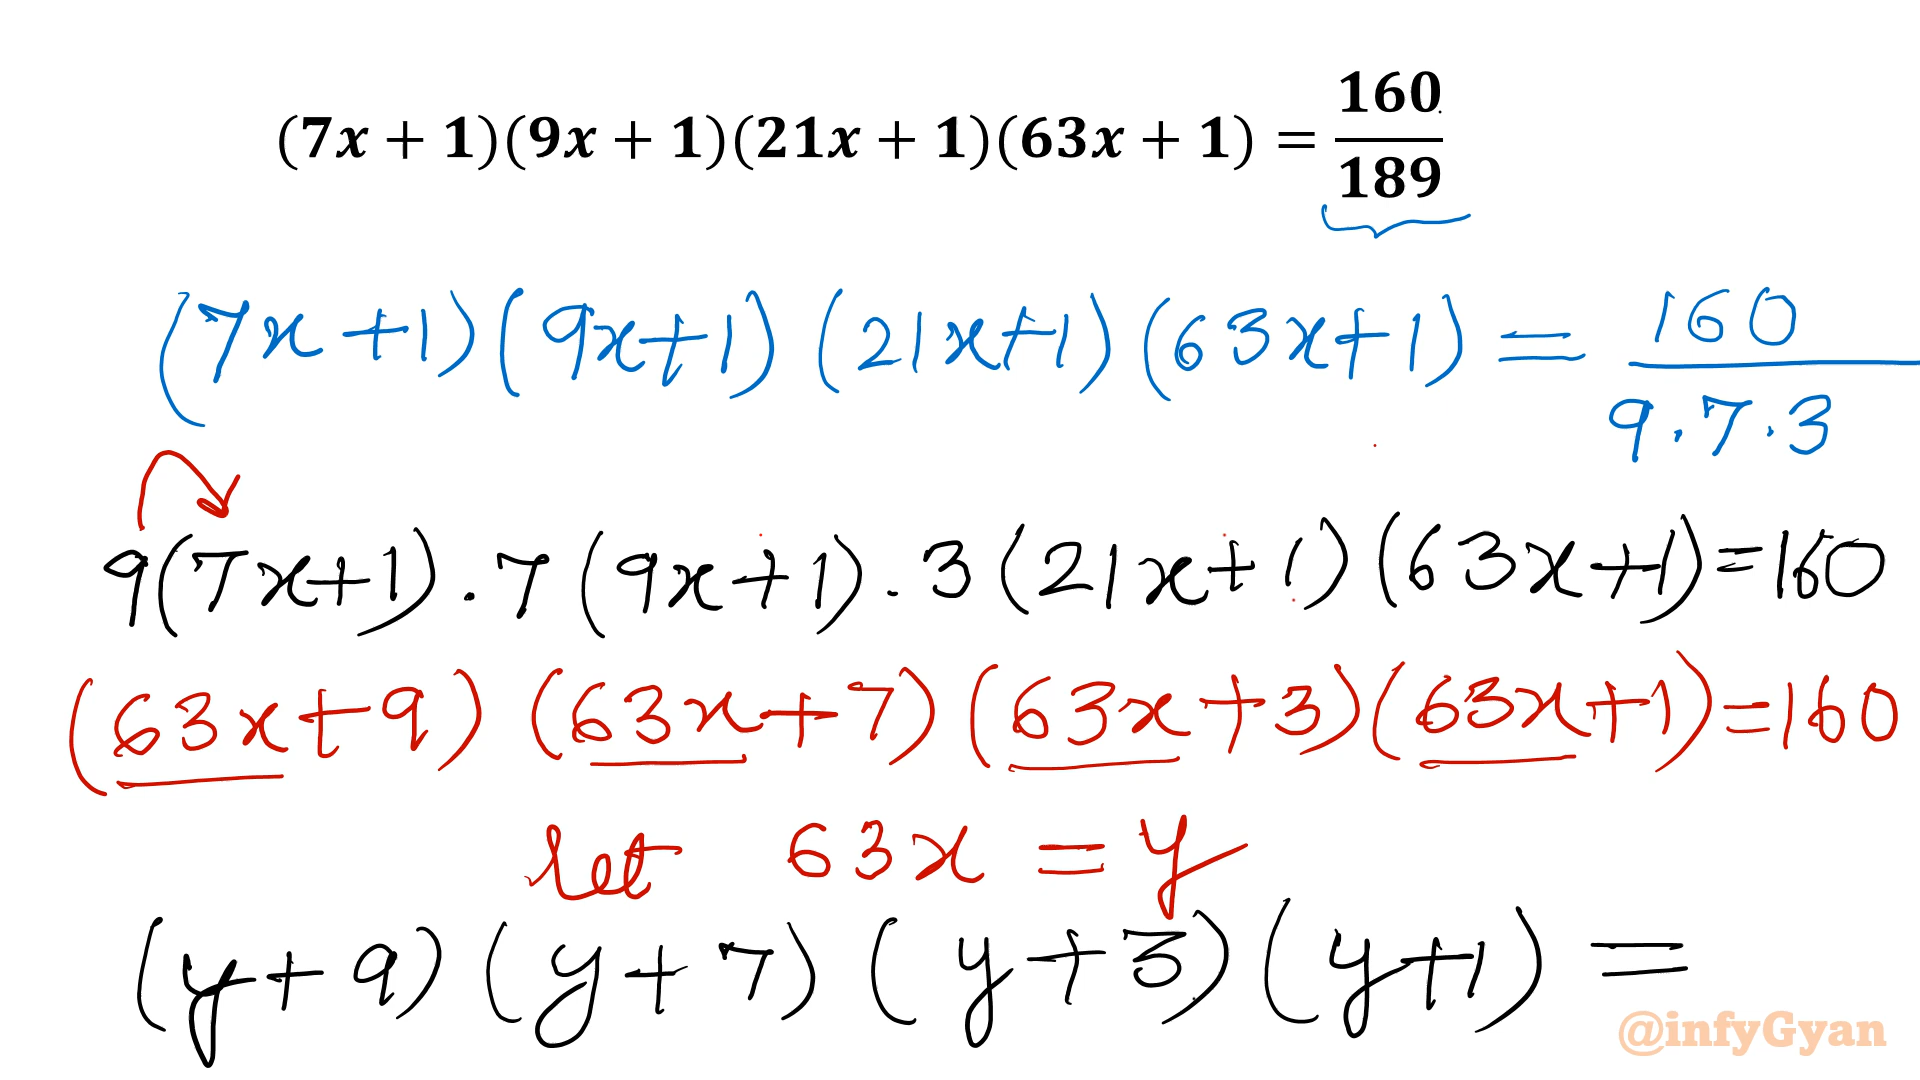 (7x + 1)(9x + 1)(21x + 1)(63x + 1) = 160/189
(7x+1)(9x+1)(21x+1)(63x+1) = 160/9.7.3
9(7x+1).7(9x+1).3(21x+1)(63x+1)=160
(63x+9)(63x+7)(63x+3)(63x+1)=160
let 63x = y
(y+9)(y+7)(y+3)(y+1) =
@infyGyan